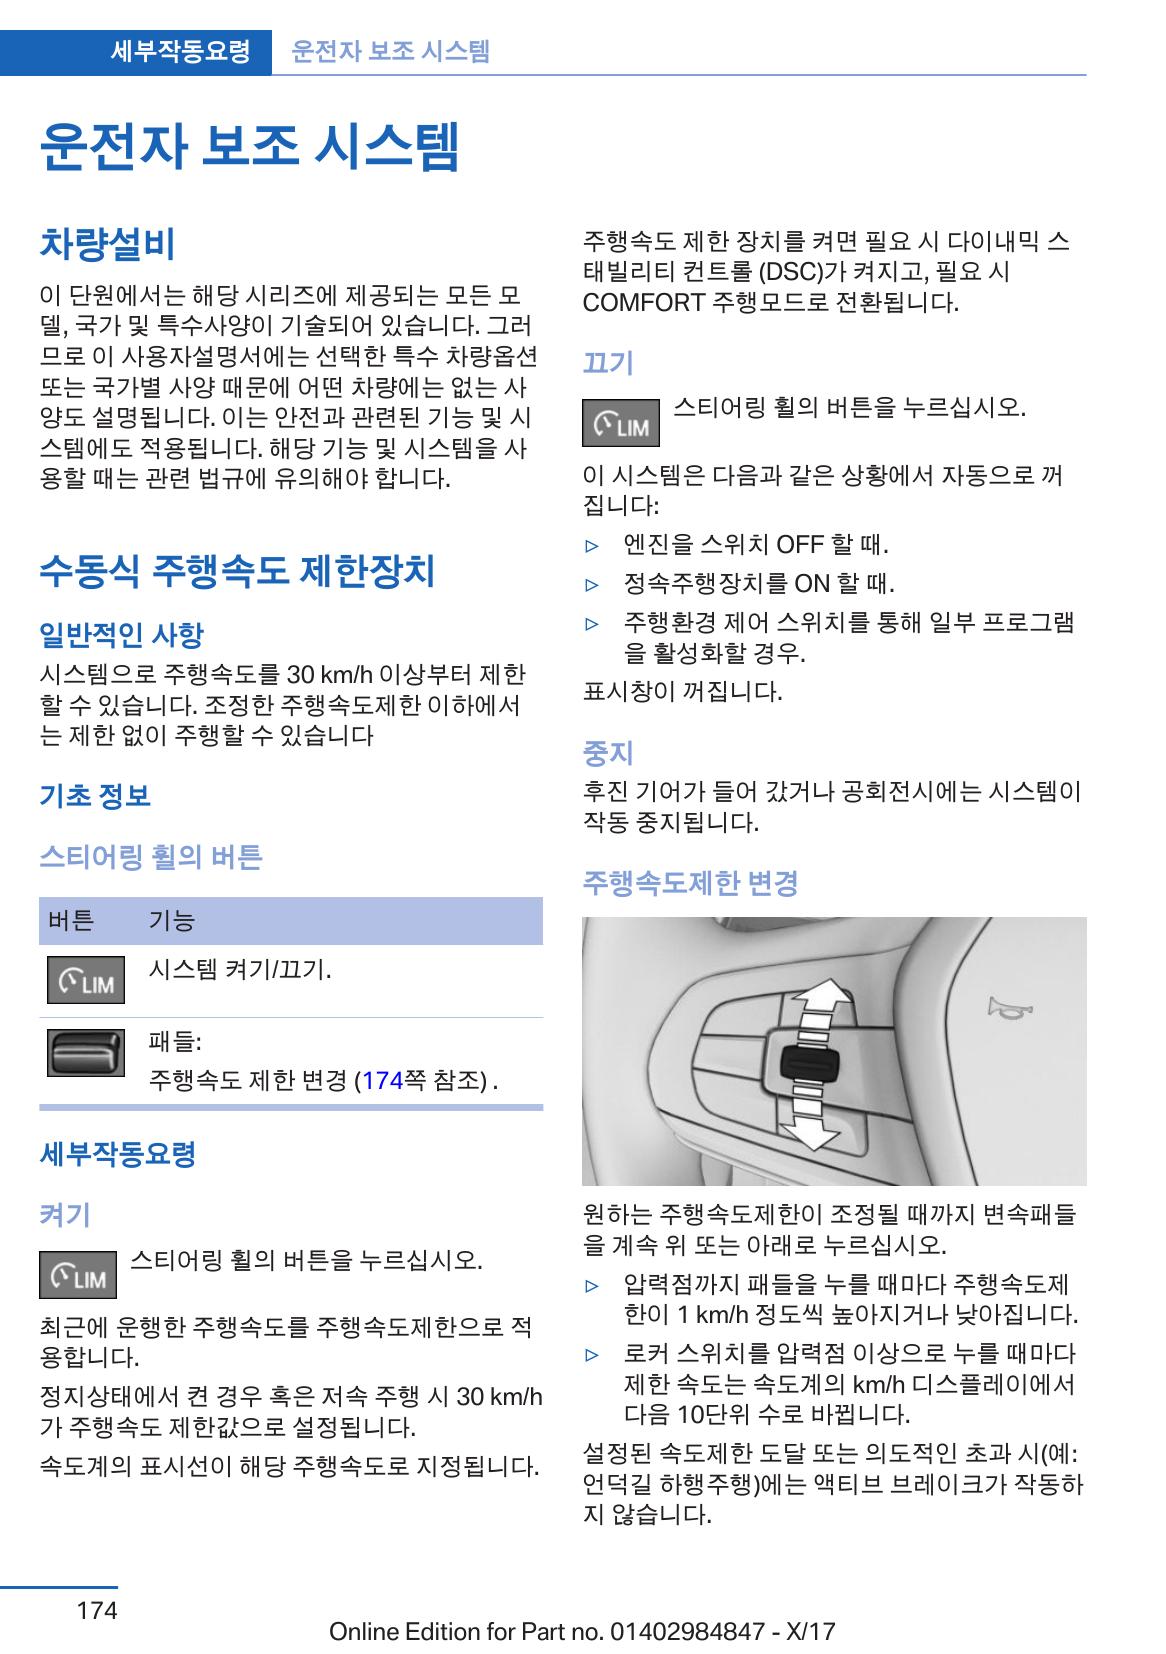 세부작동요령 운전자 보조 시스템
운전자 보조 시스템
차량설비
이 단원에서는 해당 시리즈에 제공되는 모든 모
델, 국가 및 특수사양이 기술되어 있습니다. 그러
므로 이 사용자설명서에는 선택한 특수 차량옵션
또는 국가별 사양 때문에 어떤 차량에는 없는 사
양도 설명됩니다. 이는 안전과 관련된 기능 및 시
스템에도 적용됩니다. 해당 기능 및 시스템을 사
용할 때는 관련 법규에 유의해야 합니다.
수동식 주행속도 제한장치
일반적인 사항
시스템으로 주행속도를 30 km/h 이상부터 제한
할 수 있습니다. 조정한 주행속도제한 이하에서
는 제한 없이 주행할 수 있습니다
기초 정보
스티어링 휠의 버튼
버튼 기능
LIM 시스템 켜기/끄기.
패들:
주행속도 제한 변경 (174쪽 참조) .
세부작동요령
켜기
LIM 스티어링 휠의 버튼을 누르십시오.
최근에 운행한 주행속도를 주행속도제한으로 적
용합니다.
정지상태에서 켠 경우 혹은 저속 주행 시 30 km/h
가 주행속도 제한값으로 설정됩니다.
속도계의 표시선이 해당 주행속도로 지정됩니다.
주행속도 제한 장치를 켜면 필요 시 다이내믹 스
태빌리티 컨트롤 (DSC)가 켜지고, 필요 시
COMFORT 주행모드로 전환됩니다.
끄기
LIM 스티어링 휠의 버튼을 누르십시오.
이 시스템은 다음과 같은 상황에서 자동으로 꺼
집니다:
▷ 엔진을 스위치 OFF 할 때.
▷ 정속주행장치를 ON 할 때.
▷ 주행환경 제어 스위치를 통해 일부 프로그램
을 활성화할 경우.
표시창이 꺼집니다.
중지
후진 기어가 들어 갔거나 공회전시에는 시스템이
작동 중지됩니다.
주행속도제한 변경
원하는 주행속도제한이 조정될 때까지 변속패들
을 계속 위 또는 아래로 누르십시오.
▷ 압력점까지 패들을 누를 때마다 주행속도제
한이 1 km/h 정도씩 높아지거나 낮아집니다.
▷ 로커 스위치를 압력점 이상으로 누를 때마다
제한 속도는 속도계의 km/h 디스플레이에서
다음 10단위 수로 바뀝니다.
설정된 속도제한 도달 또는 의도적인 초과 시(예:
언덕길 하행주행)에는 액티브 브레이크가 작동하
지 않습니다.
174
Online Edition for Part no. 01402984847 - X/17